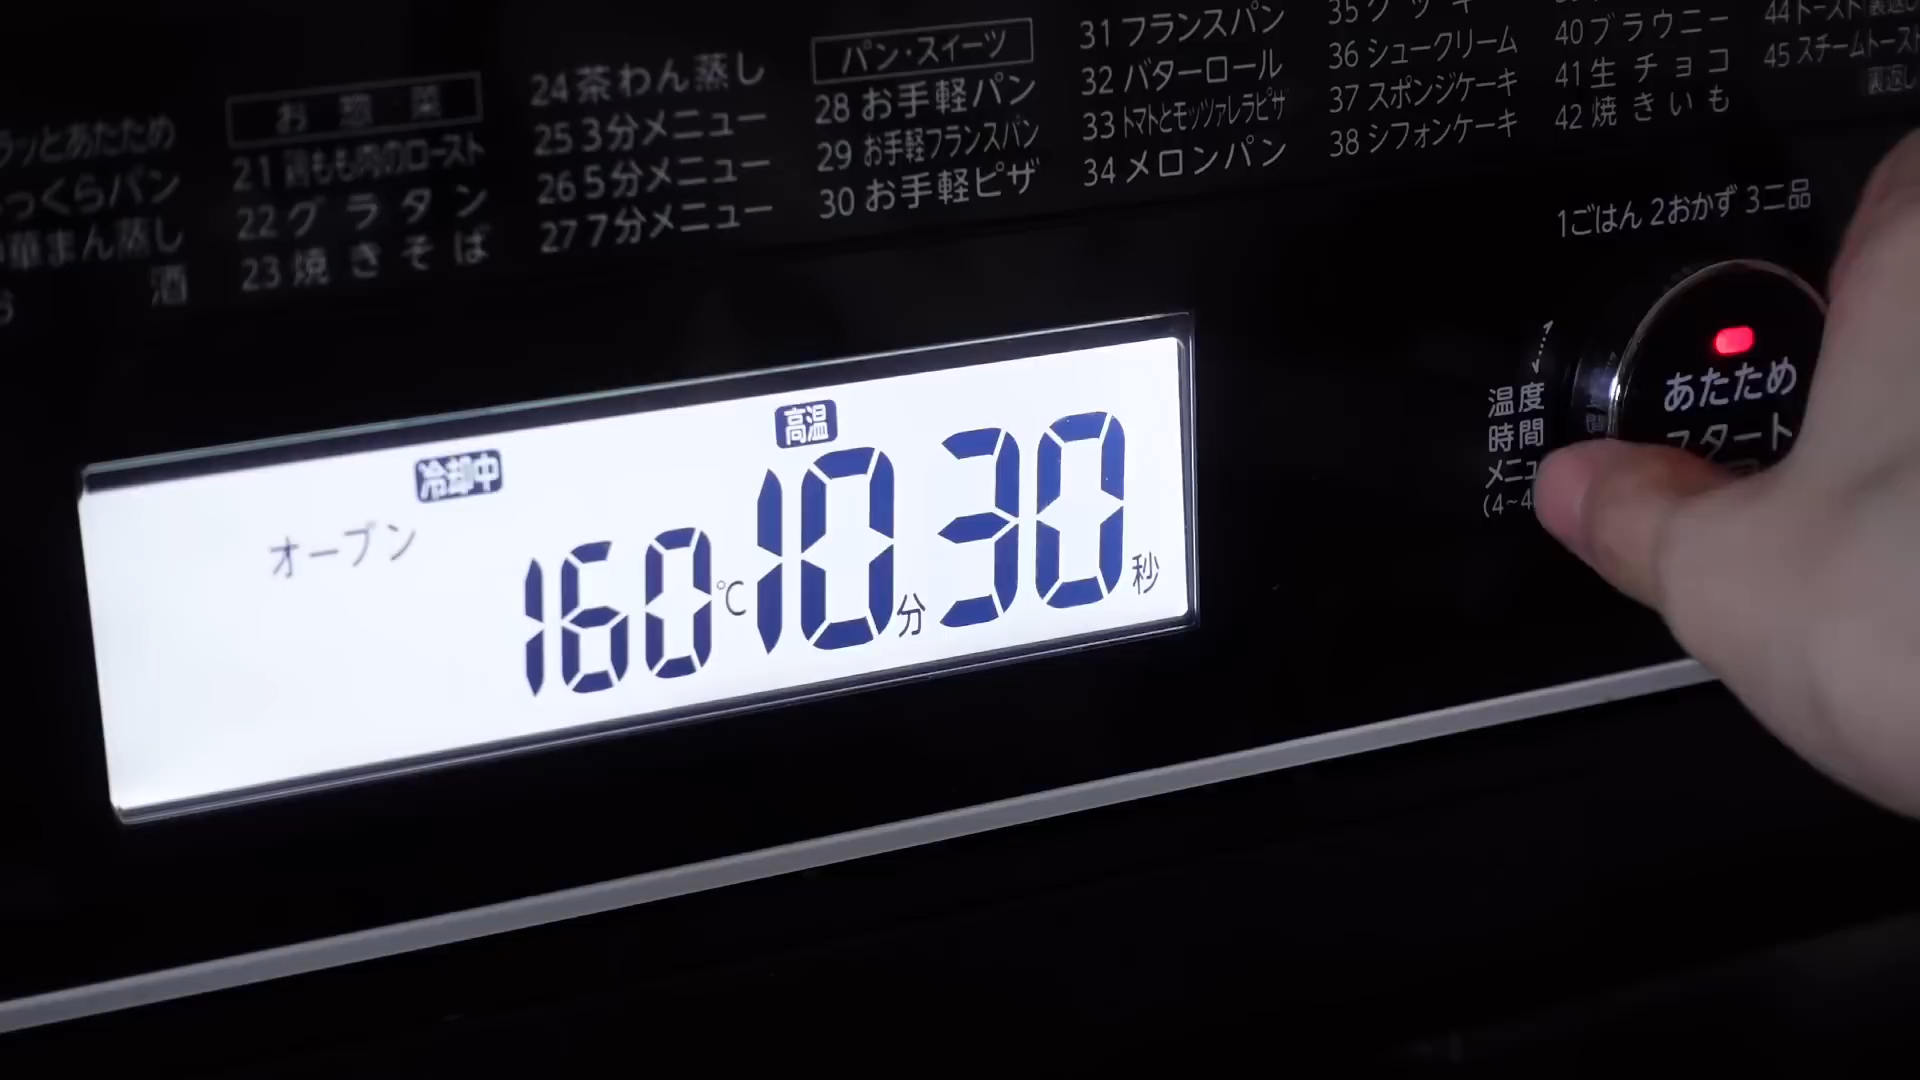 ラッとあたため
っくらパン
華まん蒸し
酒
お惣菜
21 鶏もも肉のロースト
22 グラタン
23 焼きそば
24 茶わん蒸し
25 3分メニュー
26 5分メニュー
27 7分メニュー
パン・スイーツ
28 お手軽パン
29 お手軽フランスパン
30 お手軽ピザ
31 フランスパン
32 バターロール
33 トマトとモッツァレラピザ
34 メロンパン
35 クッキー
36 シュークリーム
37 スポンジケーキ
38 シフォンケーキ
40 ブラウニー
41 生チョコ
42 焼きいも
44 トースト 裏返し
45 スチームトースト
裏返し
1ごはん 2おかず 3二品
冷却中
高温
オーブン
160℃ 10分 30秒
温度
時間
メニュ
(4~4
あたため
スタート